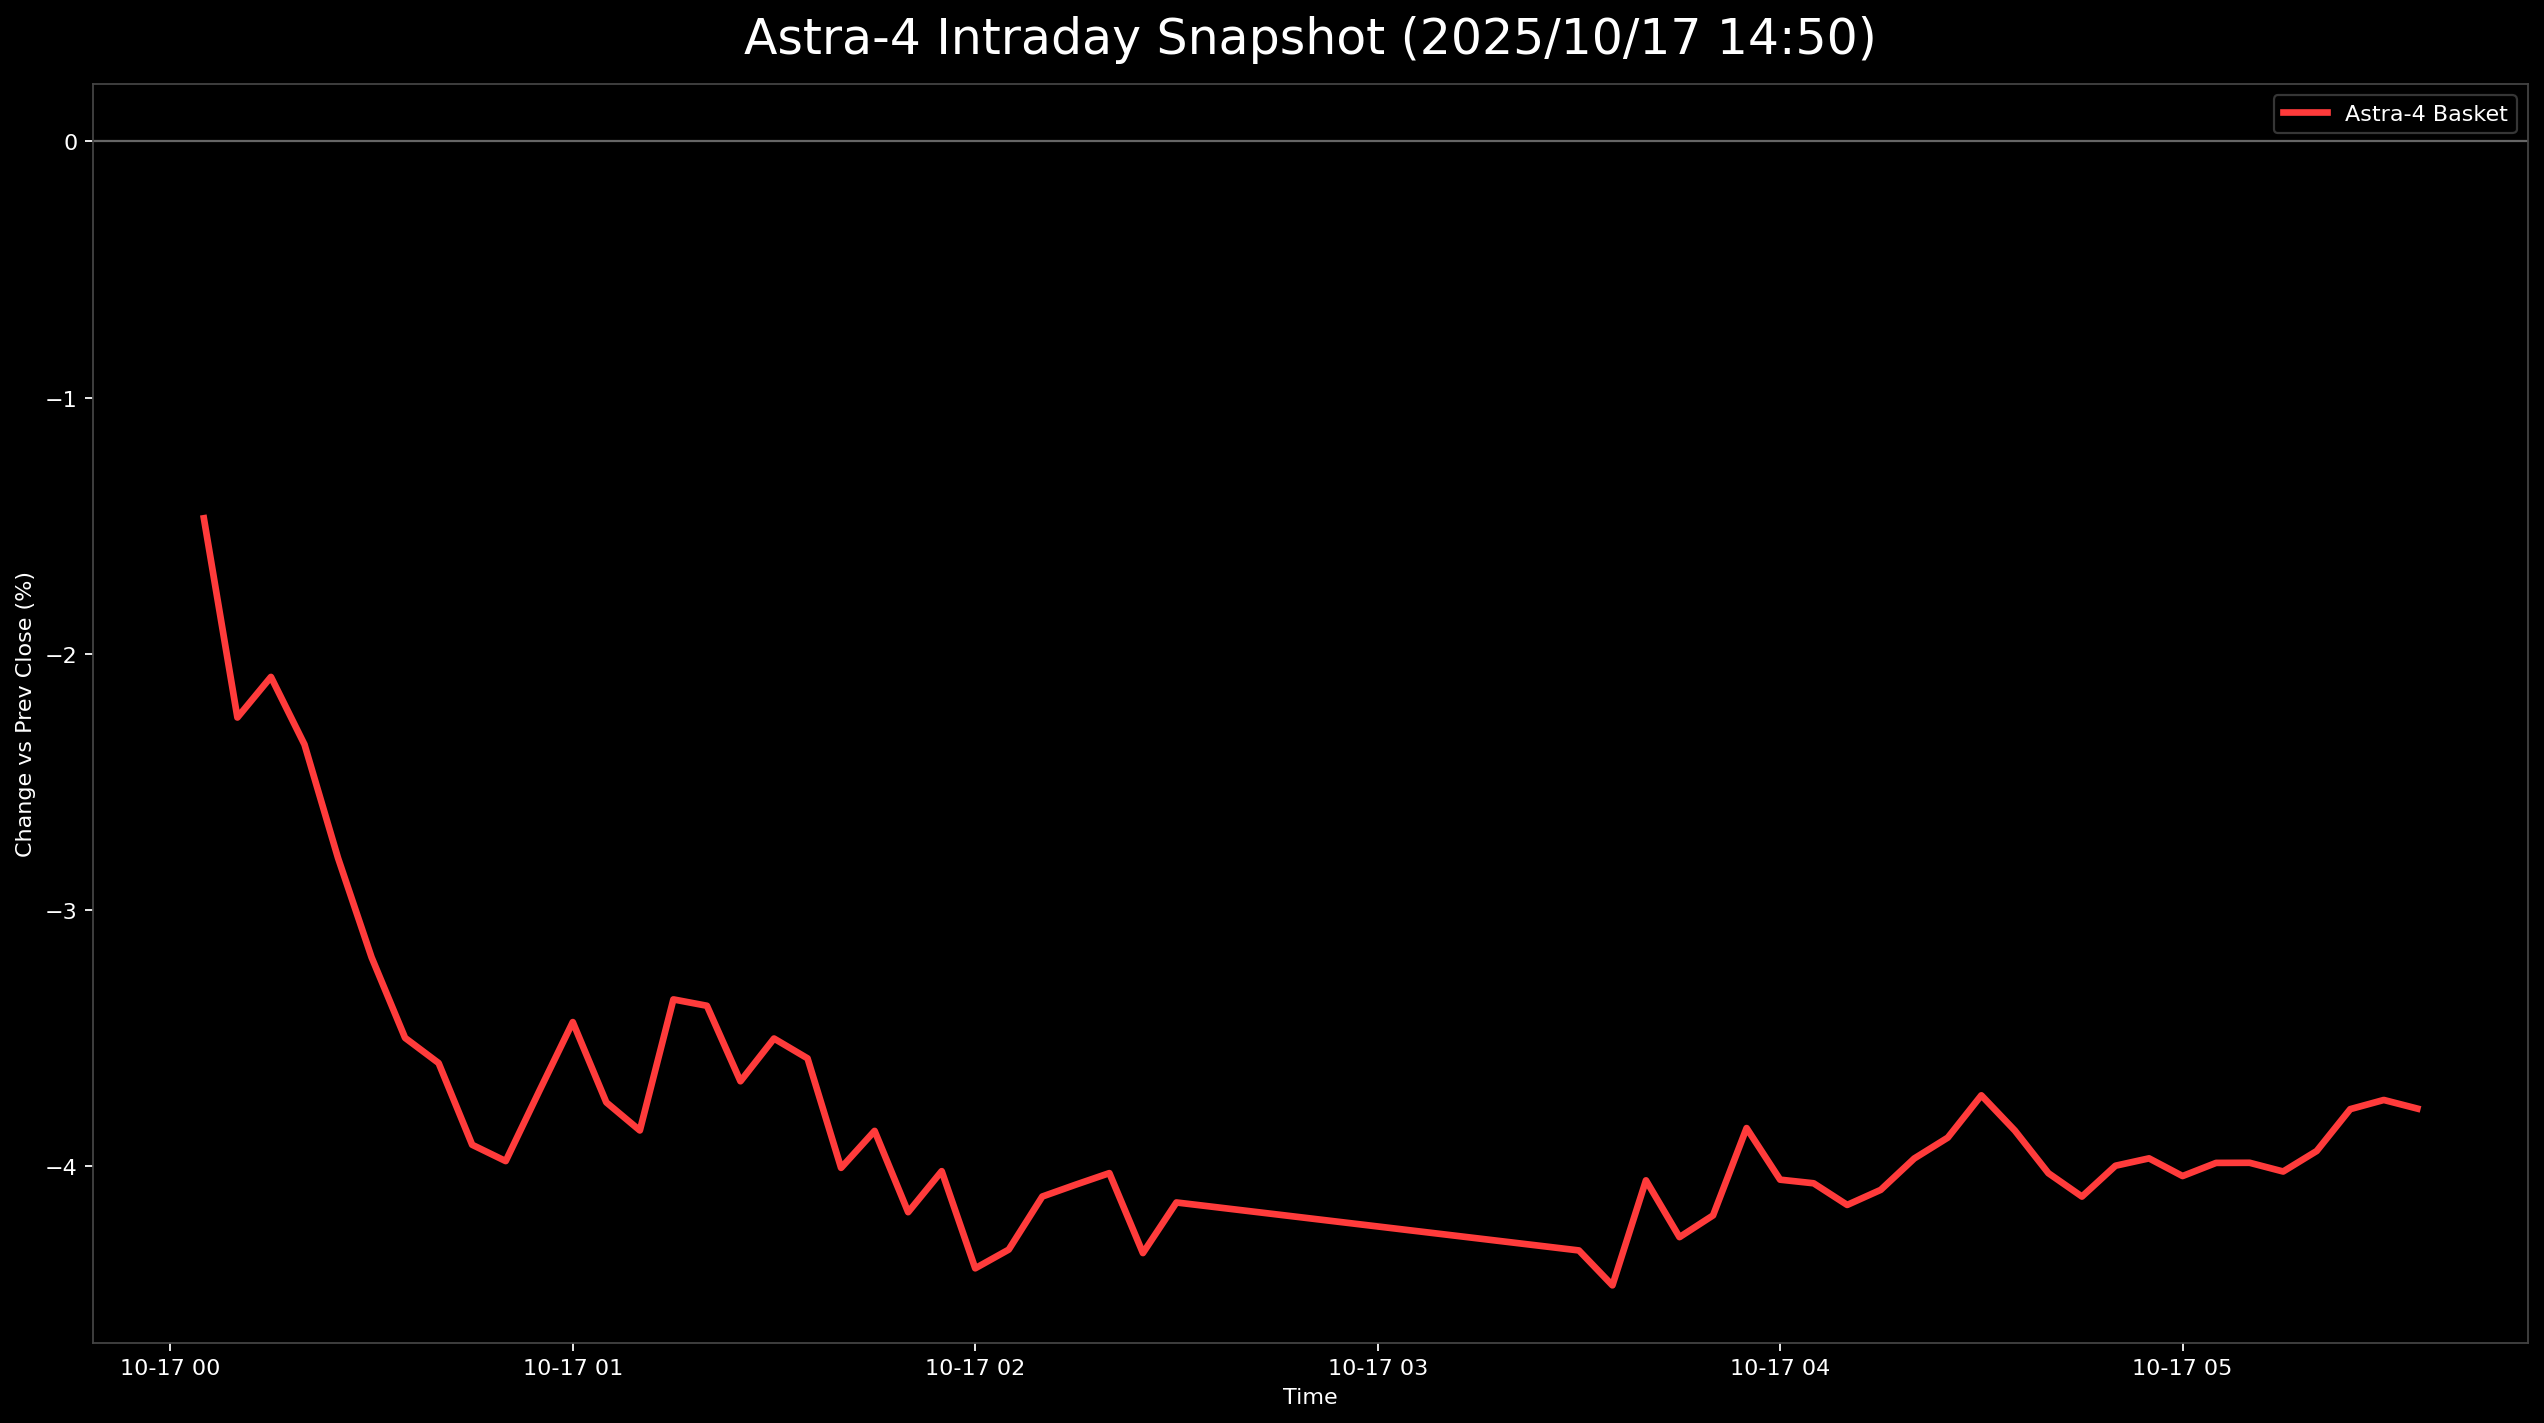 Astra-4 Intraday Snapshot (2025/10/17 14:50)
Astra-4 Basket
Change vs Prev Close (%)
0
−1
−2
−3
−4
10-17 00
10-17 01
10-17 02
10-17 03
10-17 04
10-17 05
Time